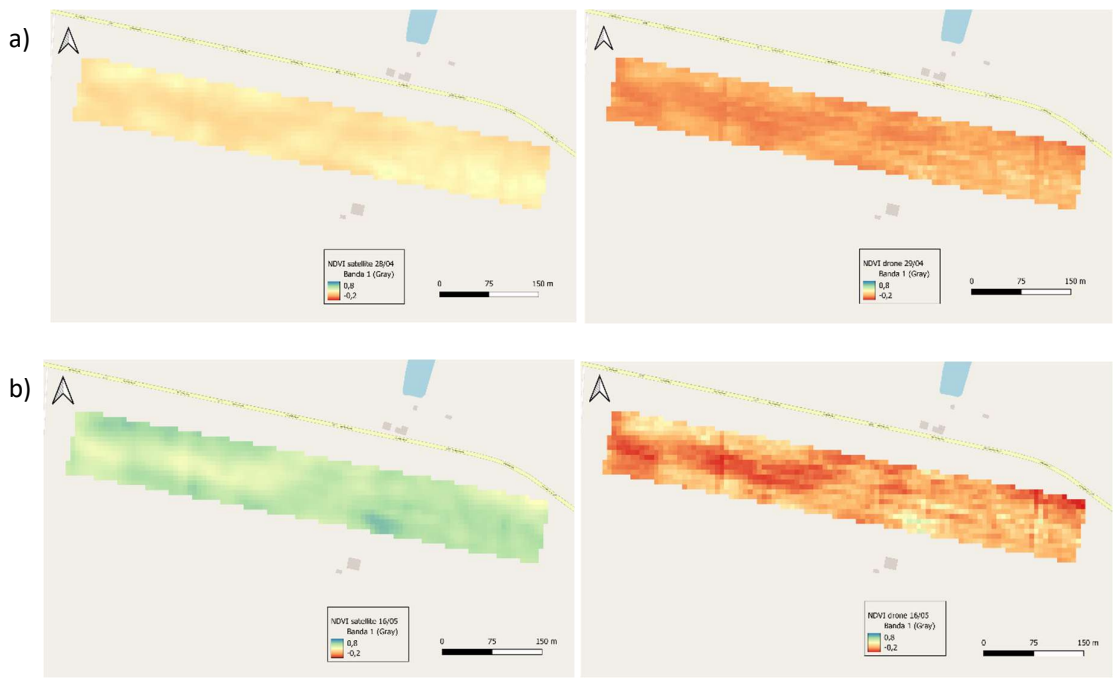 a)
NDVI satellite 28/04
Banda 1 (Gray)
0,8
-0,2
0 75 150 m
NDVI drone 29/04
Banda 1 (Gray)
0,8
-0,2
0 75 150 m
b)
NDVI satellite 16/05
Banda 1 (Gray)
0,8
-0,2
0 75 150 m
NDVI drone 16/05
Banda 1 (Gray)
0,8
-0,2
0 75 150 m